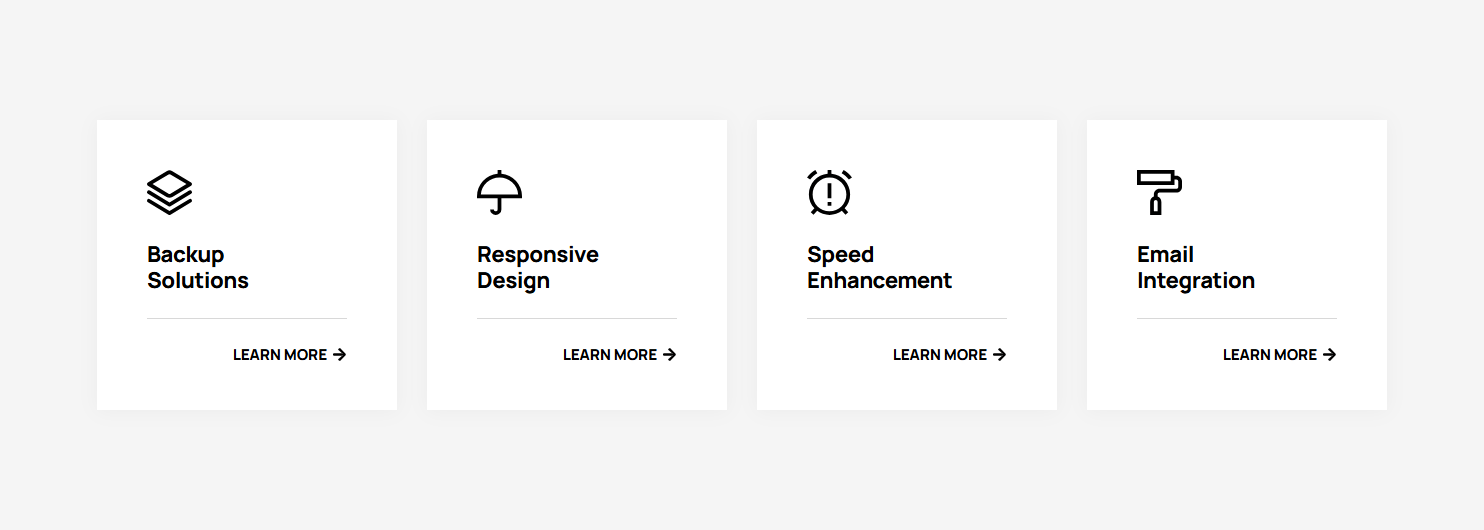 Backup
Solutions
LEARN MORE
Responsive
Design
LEARN MORE
Speed
Enhancement
LEARN MORE
Email
Integration
LEARN MORE